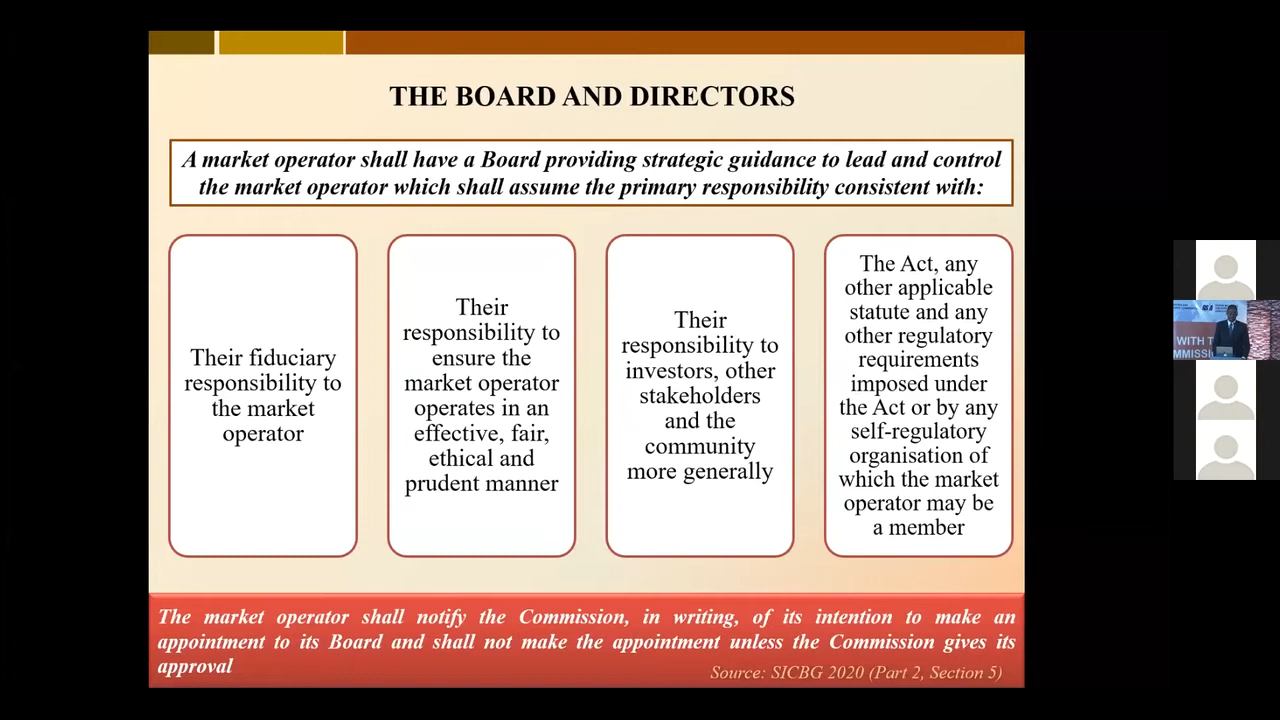 THE BOARD AND DIRECTORS
A market operator shall have a Board providing strategic guidance to lead and control
the market operator which shall assume the primary responsibility consistent with:
Their fiduciary
responsibility to
the market
operator
Their
responsibility to
ensure the
market operator
operates in an
effective, fair,
ethical and
prudent manner
Their
responsibility to
investors, other
stakeholders
and the
community
more generally
The Act, any
other applicable
statute and any
other regulatory
requirements
imposed under
the Act or by any
self-regulatory
organisation of
which the market
operator may be
a member
The market operator shall notify the Commission, in writing, of its intention to make an
appointment to its Board and shall not make the appointment unless the Commission gives its
approval
Source: SICBG 2020 (Part 2, Section 5)
WITH T